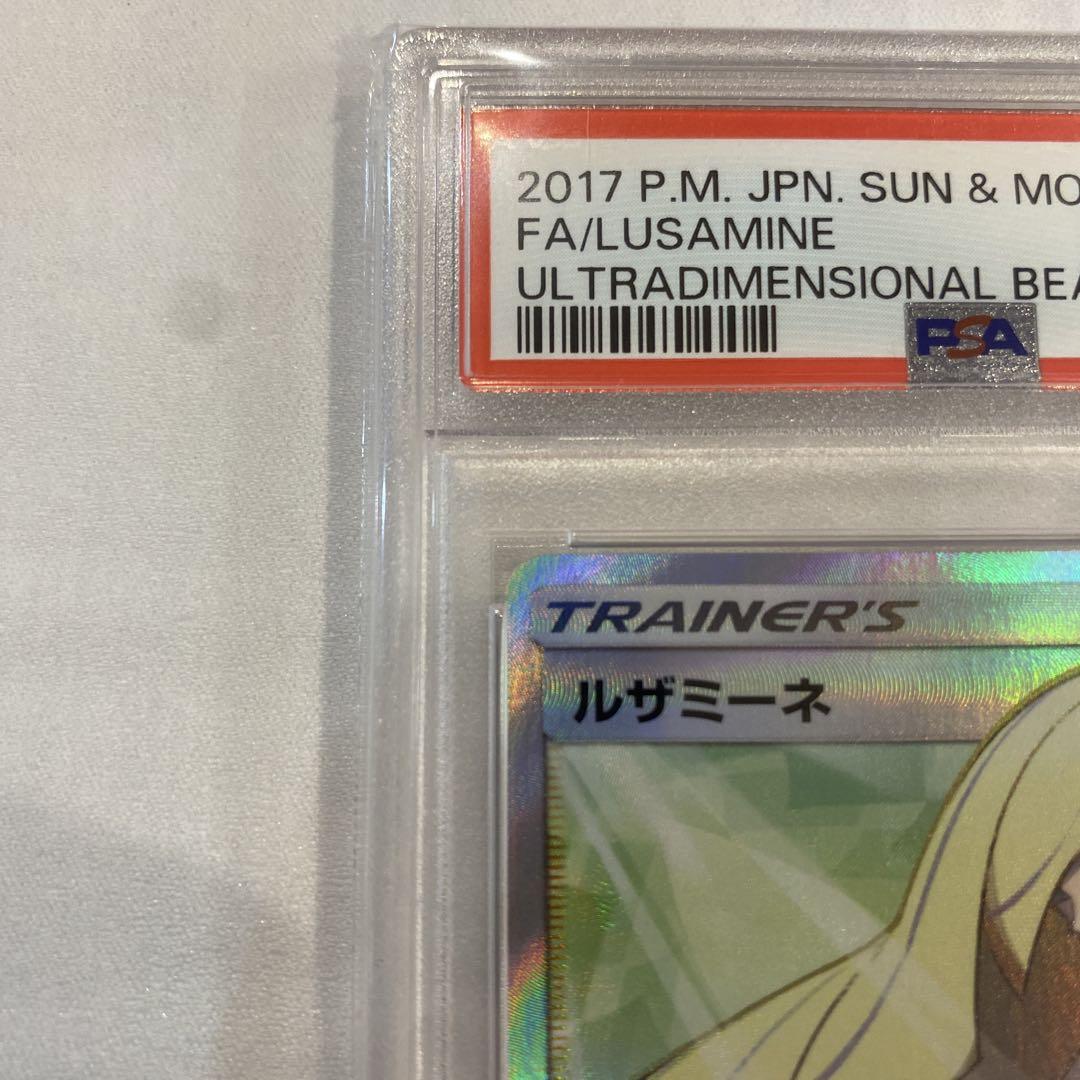 2017 P.M. JPN. SUN & MO
FA/LUSAMINE
ULTRADIMENSIONAL BEA
PSA
TRAINER'S
ルザミーネ